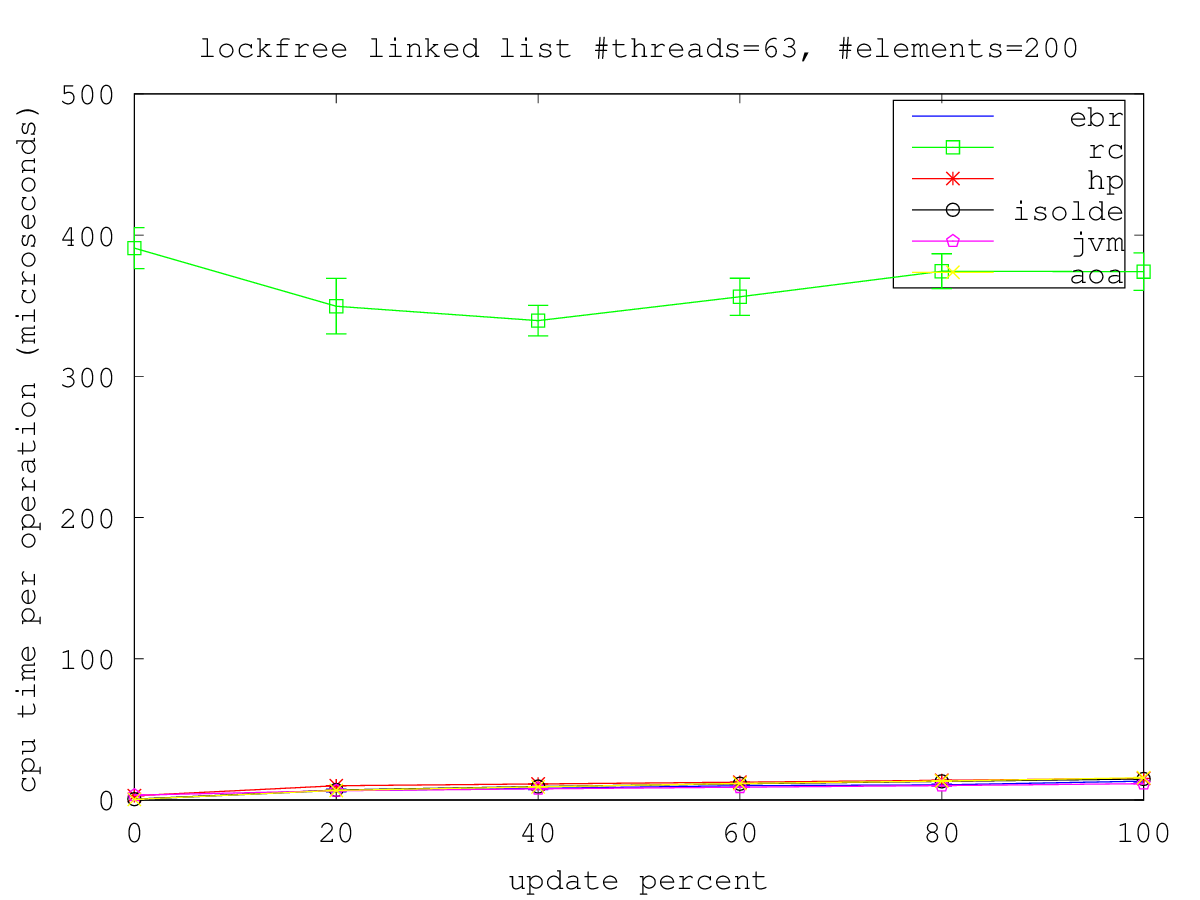 lockfree linked list #threads=63, #elements=200
cpu time per operation (microseconds)
500
400
300
200
100
0
ebr
rc
hp
isolde
jvm
aoa
0 20 40 60 80 100
update percent